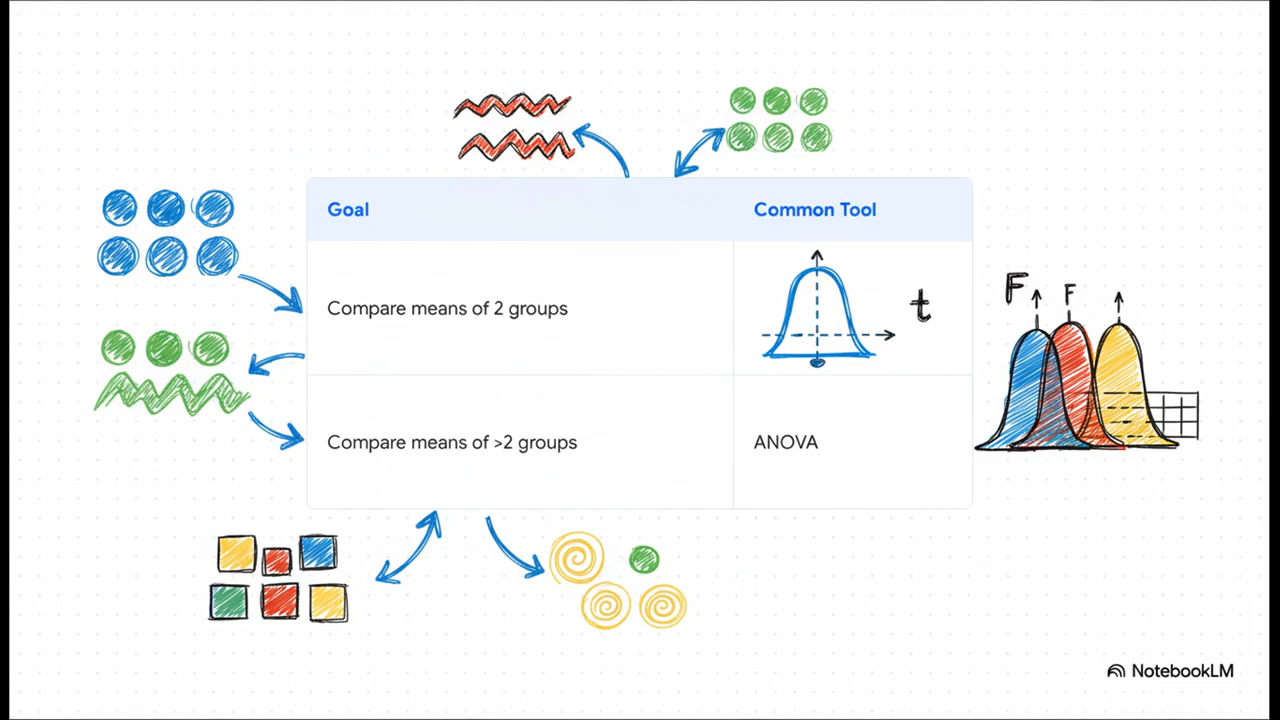 Goal
Common Tool
Compare means of 2 groups
t
F
F
Compare means of >2 groups
ANOVA
NotebookLM